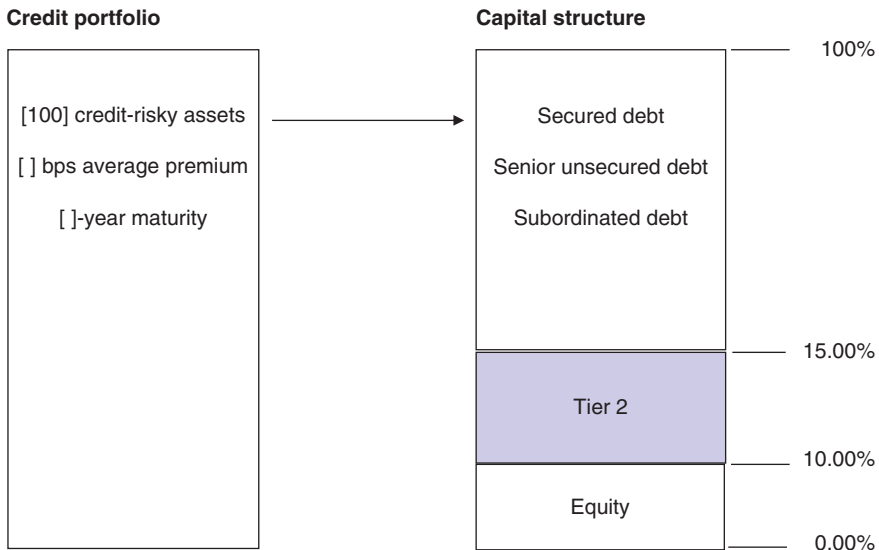 Credit portfolio
[100] credit-risky assets
[ ] bps average premium
[ ]-year maturity
Capital structure
Secured debt
Senior unsecured debt
Subordinated debt
Tier 2
Equity
100%
15.00%
10.00%
0.00%